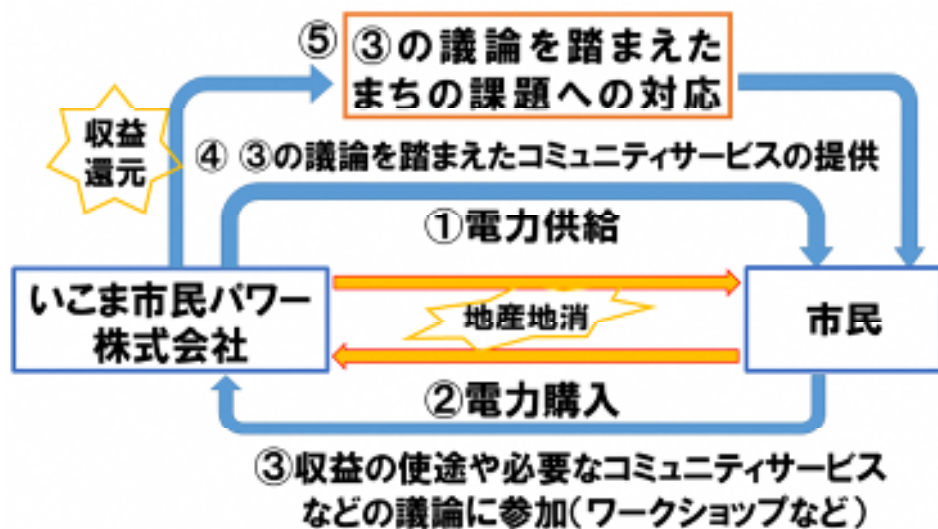 ⑤ ③の議論を踏まえた
まちの課題への対応
収益
還元
④ ③の議論を踏まえたコミュニティサービスの提供
①電力供給
いこま市民パワー
株式会社
地産地消
市民
②電力購入
③収益の使途や必要なコミュニティサービス
などの議論に参加(ワークショップなど)